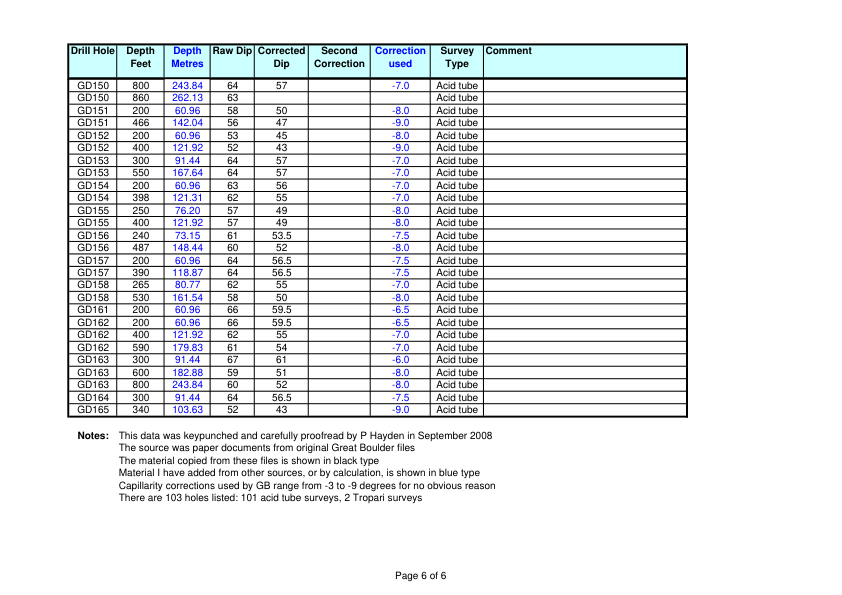 Drill Hole Depth Feet Depth Metres Raw Dip Corrected Dip Second Correction Correction used Survey Type Comment
GD150 800 243.84 64 57 -7.0 Acid tube
GD150 860 262.13 63 Acid tube
GD151 200 60.96 58 50 -8.0 Acid tube
GD151 466 142.04 56 47 -9.0 Acid tube
GD152 200 60.96 53 45 -8.0 Acid tube
GD152 400 121.92 52 43 -9.0 Acid tube
GD153 300 91.44 64 57 -7.0 Acid tube
GD153 550 167.64 64 57 -7.0 Acid tube
GD154 200 60.96 63 56 -7.0 Acid tube
GD154 398 121.31 62 55 -7.0 Acid tube
GD155 250 76.20 57 49 -8.0 Acid tube
GD155 400 121.92 57 49 -8.0 Acid tube
GD156 240 73.15 61 53.5 -7.5 Acid tube
GD156 487 148.44 60 52 -8.0 Acid tube
GD157 200 60.96 64 56.5 -7.5 Acid tube
GD157 390 118.87 64 56.5 -7.5 Acid tube
GD158 265 80.77 62 55 -7.0 Acid tube
GD158 530 161.54 58 50 -8.0 Acid tube
GD161 200 60.96 66 59.5 -6.5 Acid tube
GD162 200 60.96 66 59.5 -6.5 Acid tube
GD162 400 121.92 62 55 -7.0 Acid tube
GD162 590 179.83 61 54 -7.0 Acid tube
GD163 300 91.44 67 61 -6.0 Acid tube
GD163 600 182.88 59 51 -8.0 Acid tube
GD163 800 243.84 60 52 -8.0 Acid tube
GD164 300 91.44 64 56.5 -7.5 Acid tube
GD165 340 103.63 52 43 -9.0 Acid tube
Notes: This data was keypunched and carefully proofread by P Hayden in September 2008
The source was paper documents from original Great Boulder files
The material copied from these files is shown in black type
Material I have added from other sources, or by calculation, is shown in blue type
Capillarity corrections used by GB range from -3 to -9 degrees for no obvious reason
There are 103 holes listed: 101 acid tube surveys, 2 Tropari surveys
Page 6 of 6